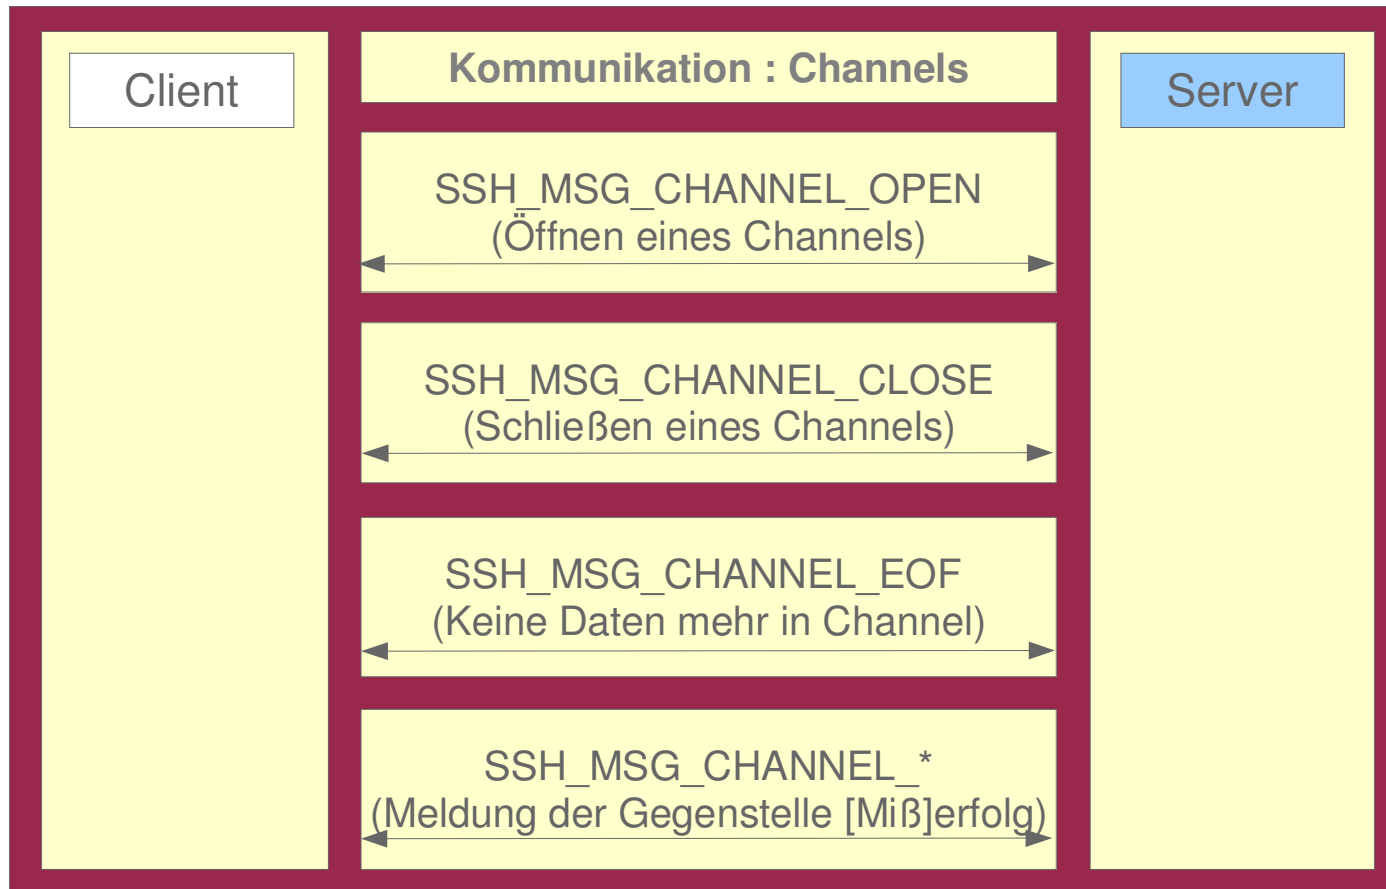 Client
Kommunikation : Channels
Server
SSH_MSG_CHANNEL_OPEN
(Öffnen eines Channels)
SSH_MSG_CHANNEL_CLOSE
(Schließen eines Channels)
SSH_MSG_CHANNEL_EOF
(Keine Daten mehr in Channel)
SSH_MSG_CHANNEL_*
(Meldung der Gegenstelle [Miß]erfolg)